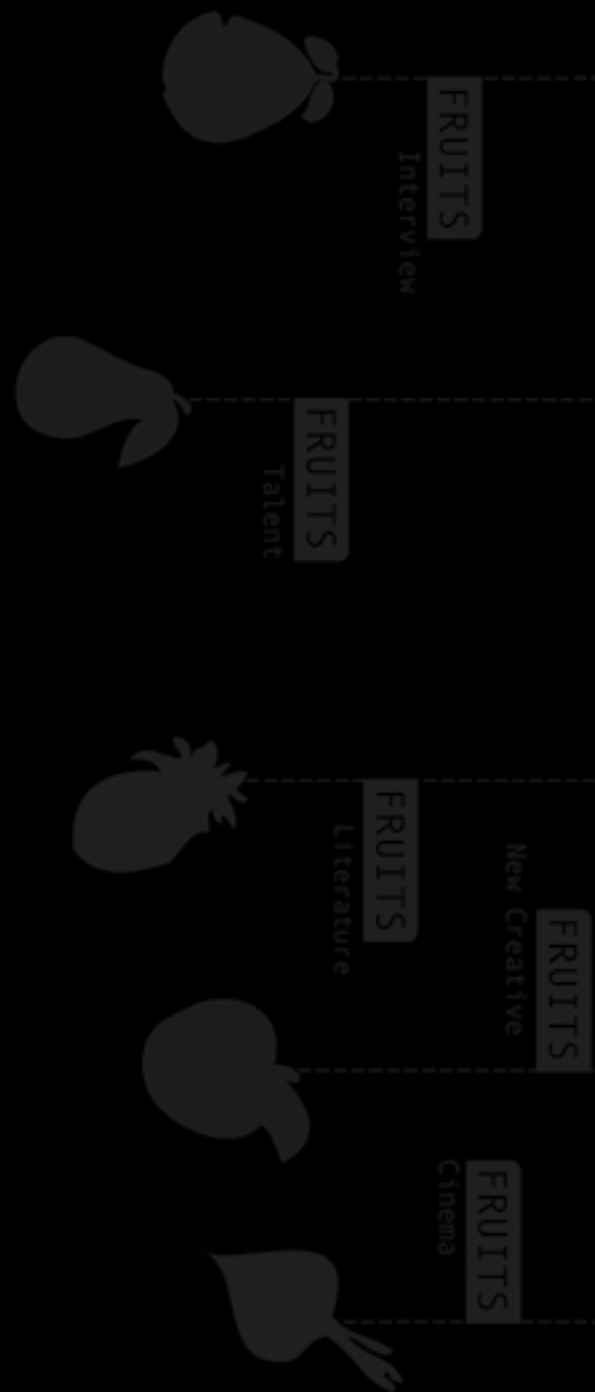 FRUITS
Interview
FRUITS
Talent
FRUITS
Literature
FRUITS
New Creative
FRUITS
Cinema